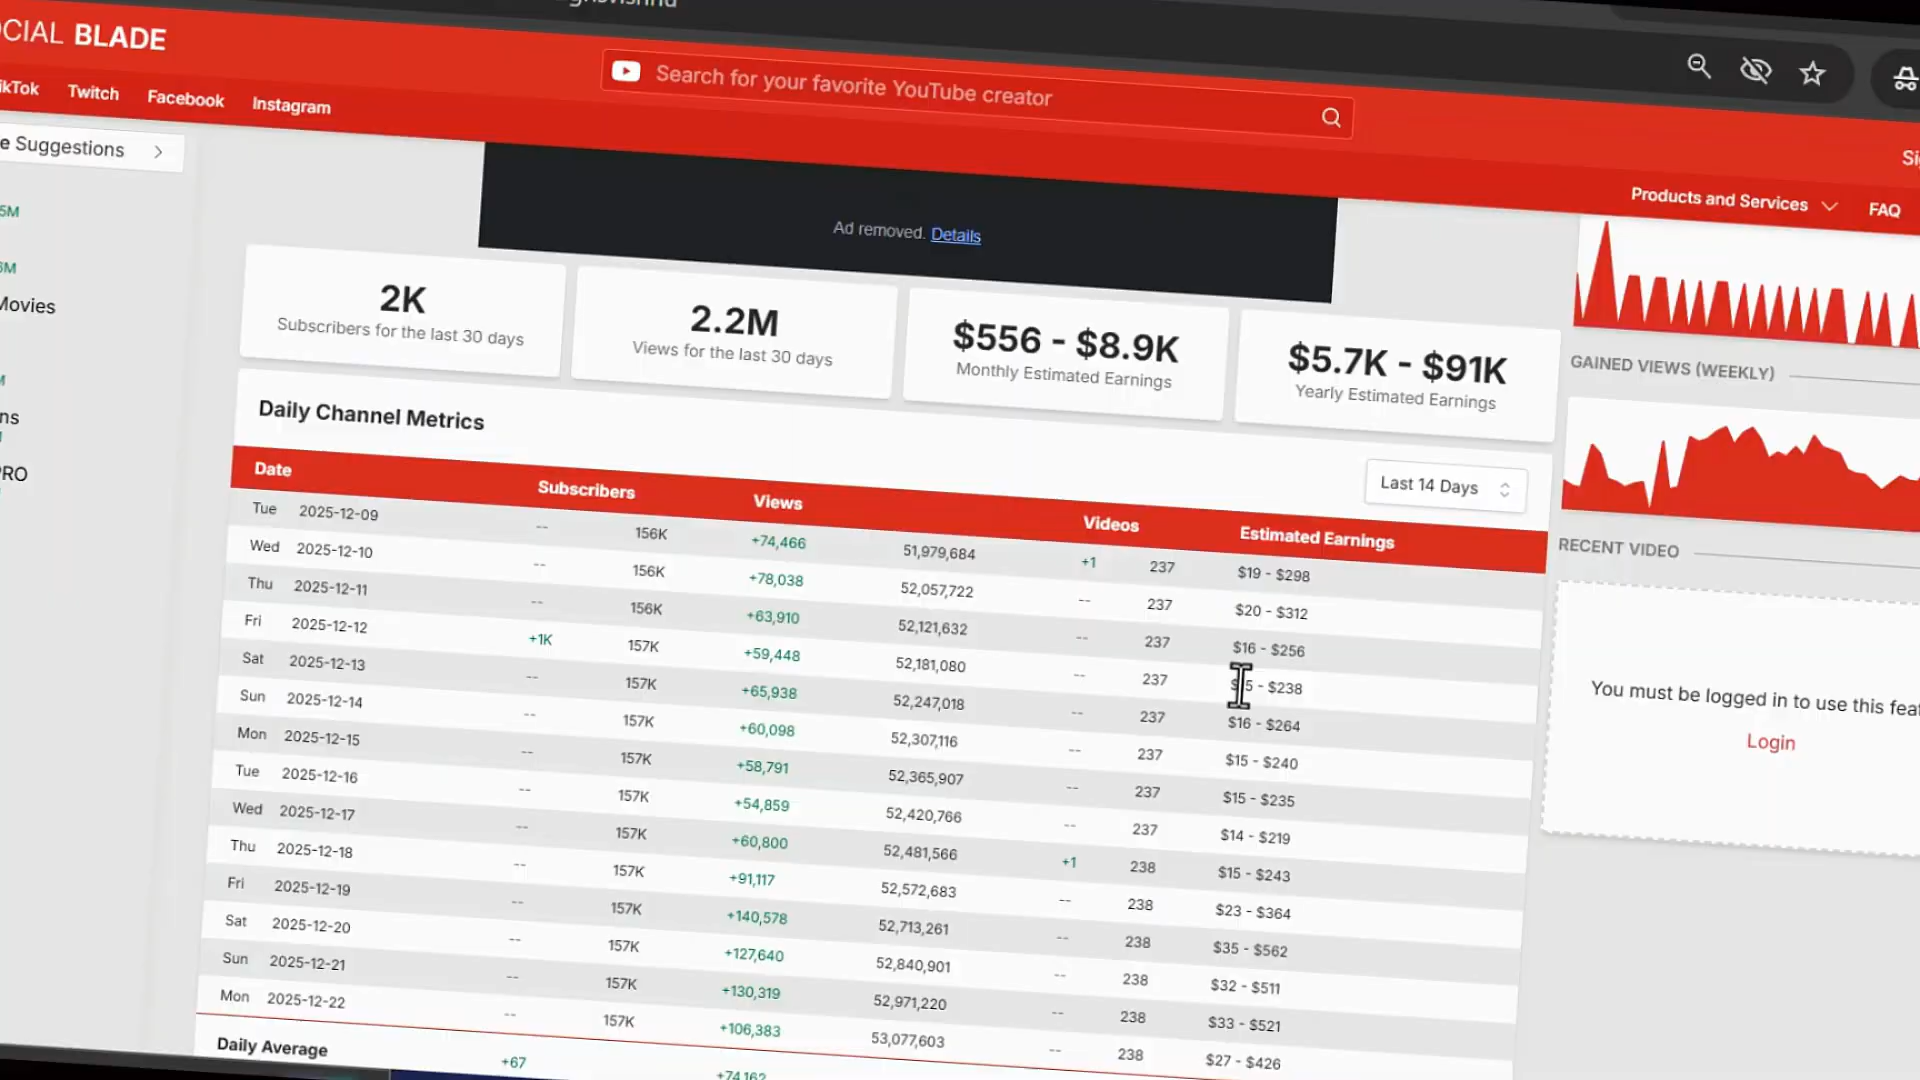 BLADE
Search for your favorite YouTube creator
Twitch Facebook Instagram
Products and Services FAQ
Suggestions
Ad removed. Details
Movies
2K
Subscribers for the last 30 days
2.2M
Views for the last 30 days
$556 - $8.9K
Monthly Estimated Earnings
$5.7K - $91K
Yearly Estimated Earnings
GAINED VIEWS (WEEKLY)
Daily Channel Metrics
Last 14 Days
Date Subscribers Views Videos Estimated Earnings
Tue 2025-12-09 -- 156K +74,466 51,979,684 +1 237 $19 - $298
Wed 2025-12-10 -- 156K +78,038 52,057,722 -- 237 $20 - $312
Thu 2025-12-11 -- 156K +63,910 52,121,632 -- 237 $16 - $256
Fri 2025-12-12 +1K 157K +59,448 52,181,080 -- 237 - $238
Sat 2025-12-13 -- 157K +65,938 52,247,018 -- 237 $16 - $264
Sun 2025-12-14 -- 157K +60,098 52,307,116 -- 237 $15 - $240
Mon 2025-12-15 -- 157K +58,791 52,365,907 -- 237 $15 - $235
Tue 2025-12-16 -- 157K +54,859 52,420,766 -- 237 $14 - $219
Wed 2025-12-17 -- 157K +60,800 52,481,566 +1 238 $15 - $243
Thu 2025-12-18 -- 157K +91,117 52,572,683 -- 238 $23 - $364
Fri 2025-12-19 -- 157K +140,578 52,713,261 -- 238 $35 - $562
Sat 2025-12-20 -- 157K +127,640 52,840,901 -- 238 $32 - $511
Sun 2025-12-21 -- 157K +130,319 52,971,220 -- 238 $33 - $521
Mon 2025-12-22 -- 157K +106,383 53,077,603 -- 238 $27 - $426
Daily Average +67 +74,162
RECENT VIDEO
You must be logged in to use this
Login